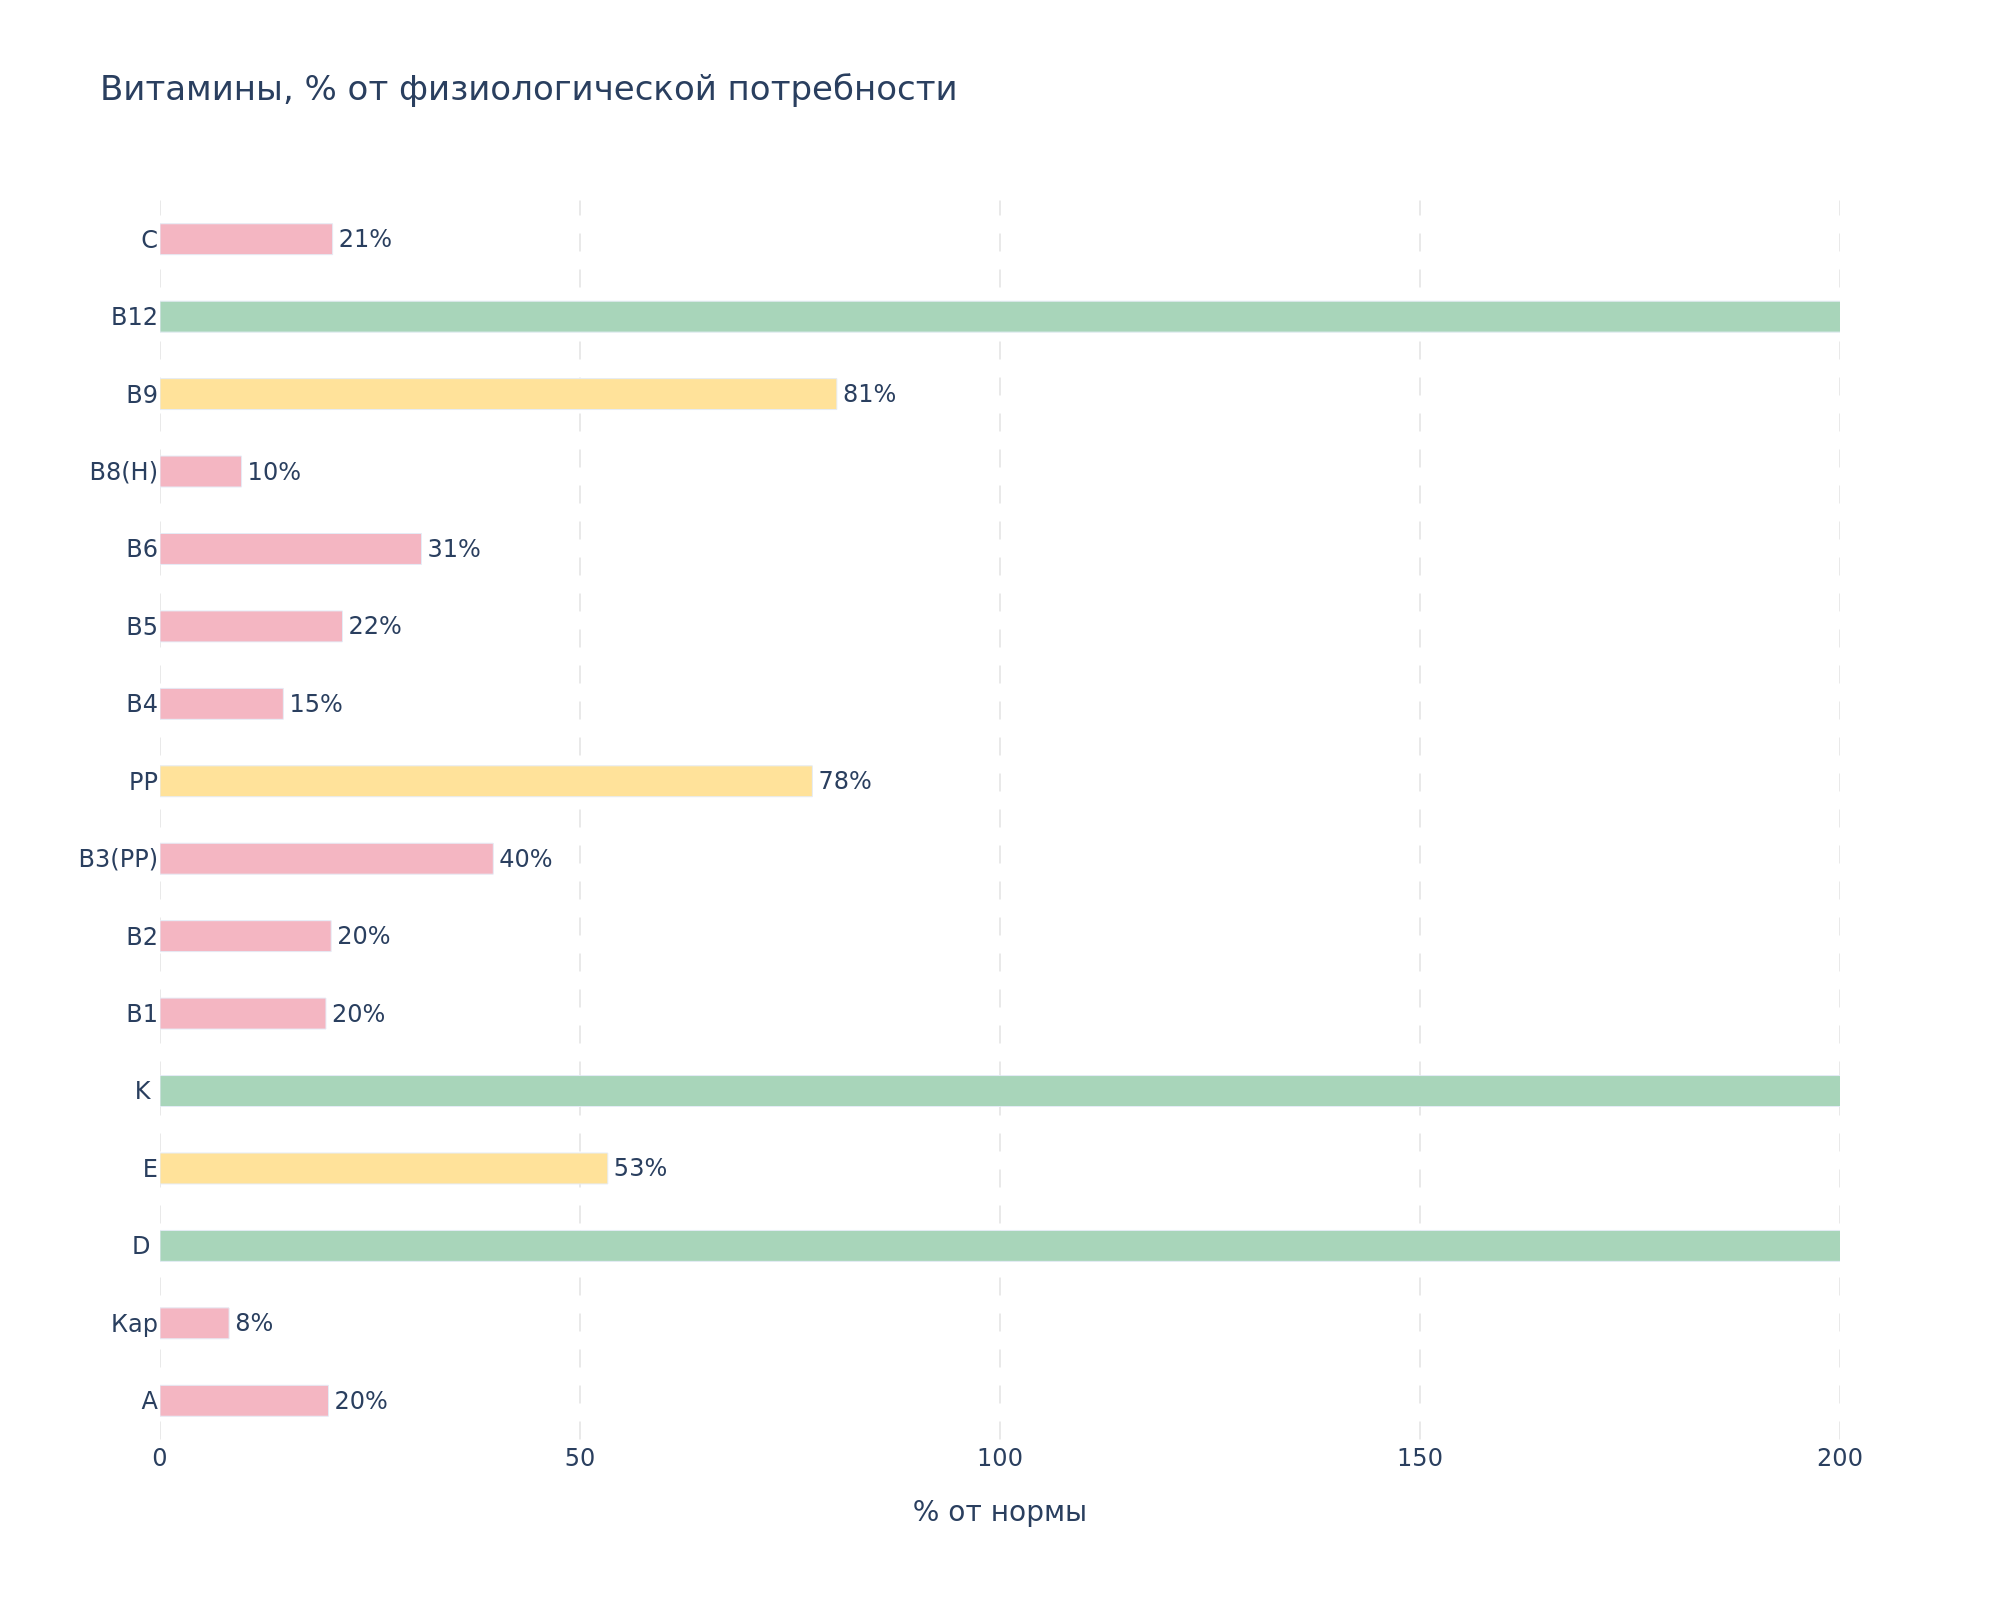 Витамины, % от физиологической потребности
C 21%
B12
B9 81%
B8(H) 10%
B6 31%
B5 22%
B4 15%
PP 78%
B3(PP) 40%
B2 20%
B1 20%
K
E 53%
D
Кар 8%
A 20%
0 50 100 150 200
% от нормы